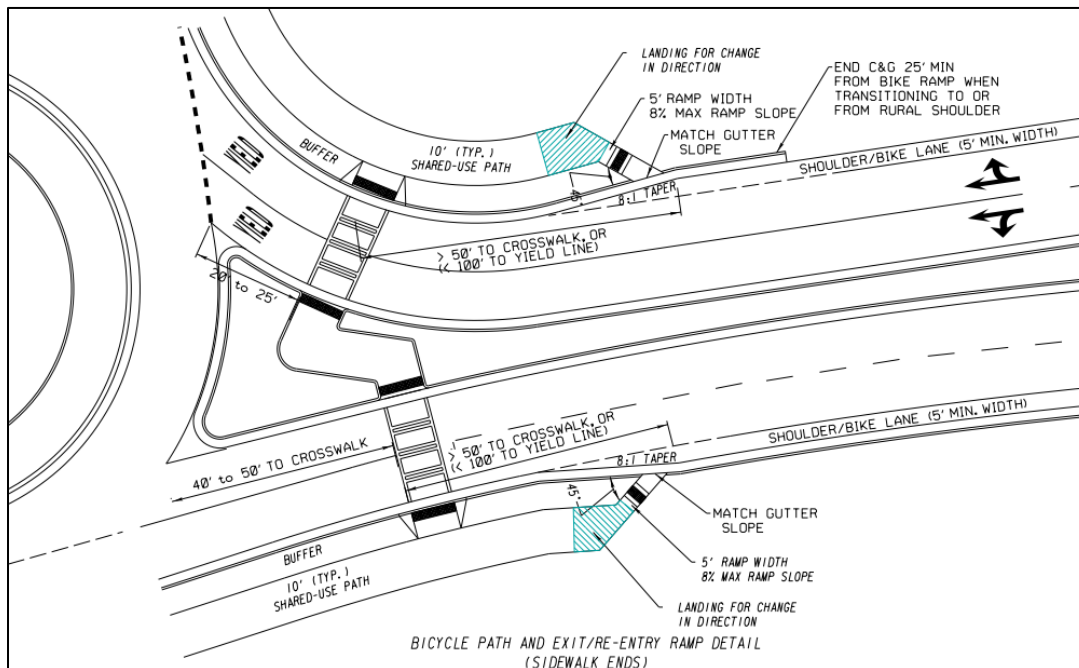 LANDING FOR CHANGE
IN DIRECTION
END C&G 25' MIN
FROM BIKE RAMP WHEN
TRANSITIONING TO OR
FROM RURAL SHOULDER
5' RAMP WIDTH
8% MAX RAMP SLOPE
MATCH GUTTER
SLOPE
BUFFER
10' (TYP.)
SHARED-USE PATH
SHOULDER/BIKE LANE (5' MIN. WIDTH)
45°
8:1 TAPER
> 50' TO CROSSWALK, OR
(< 100' TO YIELD LINE)
20' to 25'
SHOULDER/BIKE LANE (5' MIN. WIDTH)
> 50' TO CROSSWALK, OR
(< 100' TO YIELD LINE)
8:1 TAPER
40' to 50' TO CROSSWALK
45°
MATCH GUTTER
SLOPE
BUFFER
5' RAMP WIDTH
8% MAX RAMP SLOPE
10' (TYP.)
SHARED-USE PATH
LANDING FOR CHANGE
IN DIRECTION
BICYCLE PATH AND EXIT/RE-ENTRY RAMP DETAIL
(SIDEWALK ENDS)